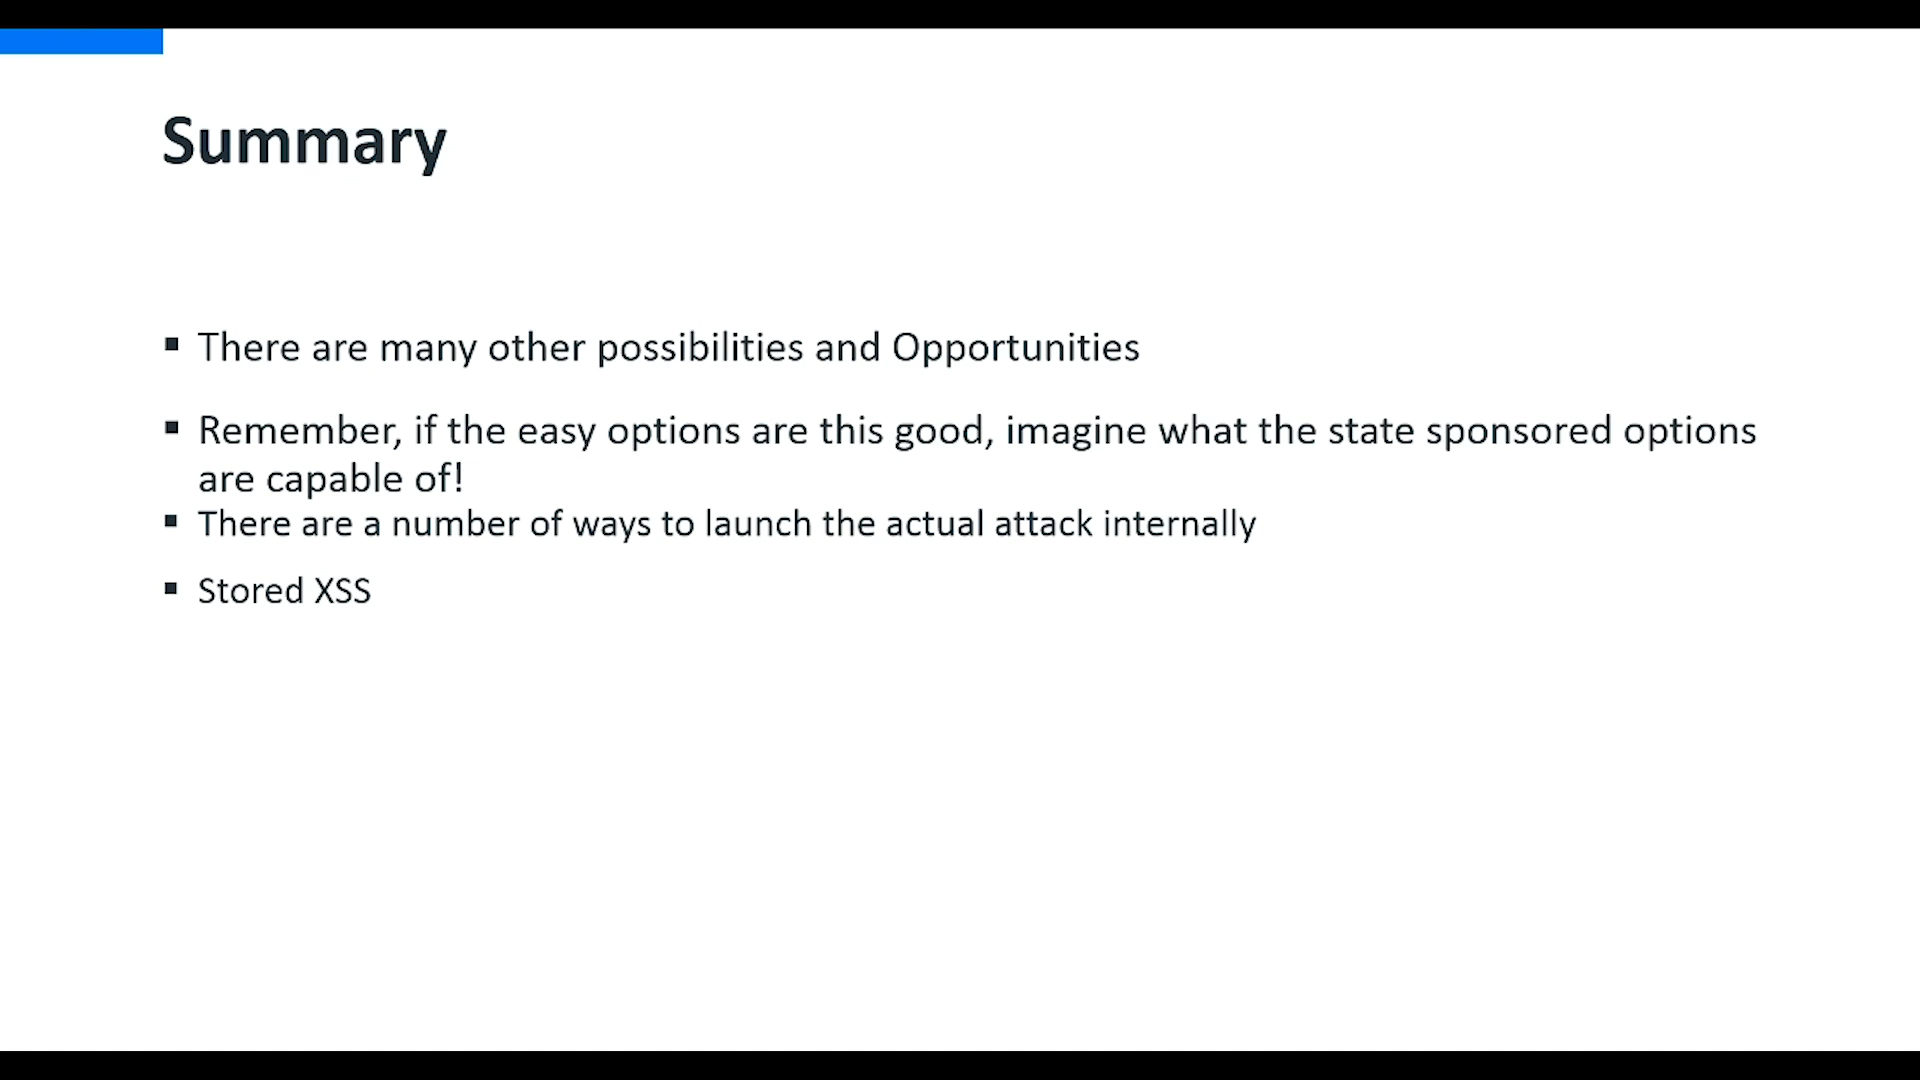 Summary
▪ There are many other possibilities and Opportunities
▪ Remember, if the easy options are this good, imagine what the state sponsored options
are capable of!
▪ There are a number of ways to launch the actual attack internally
▪ Stored XSS